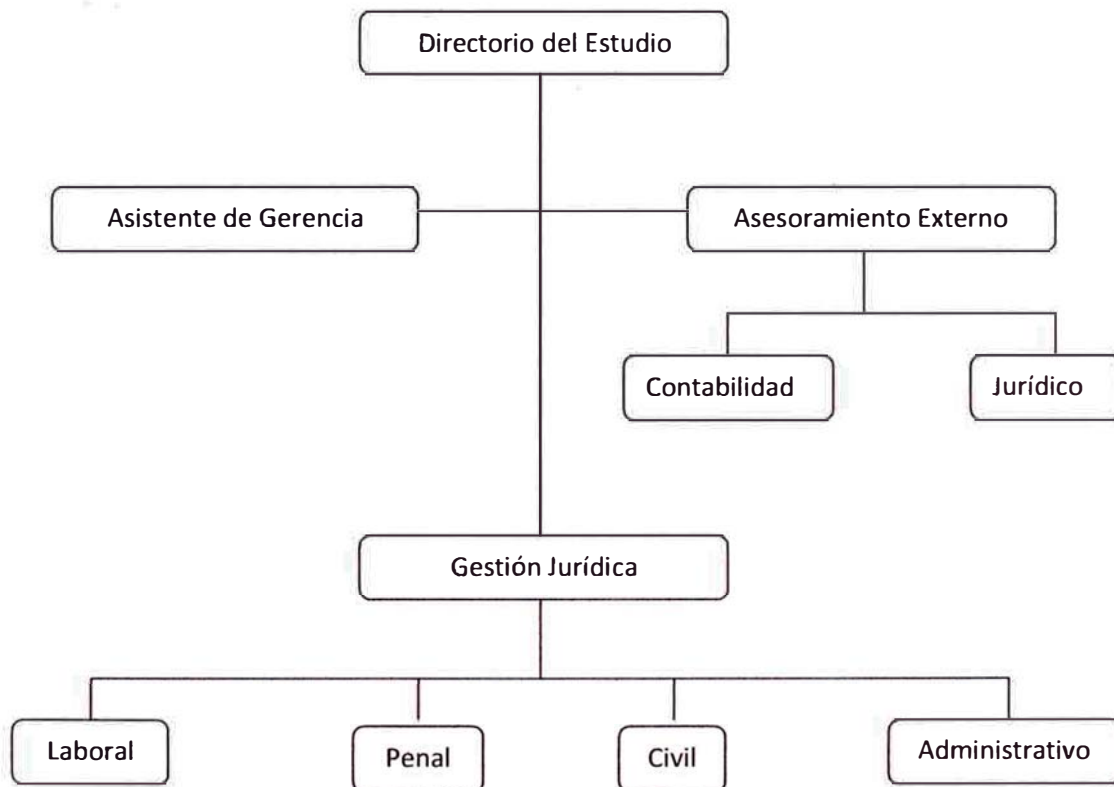 Directorio del Estudio
Asistente de Gerencia
Asesoramiento Externo
Contabilidad
Jurídico
Gestión Jurídica
Laboral
Penal
Civil
Administrativo